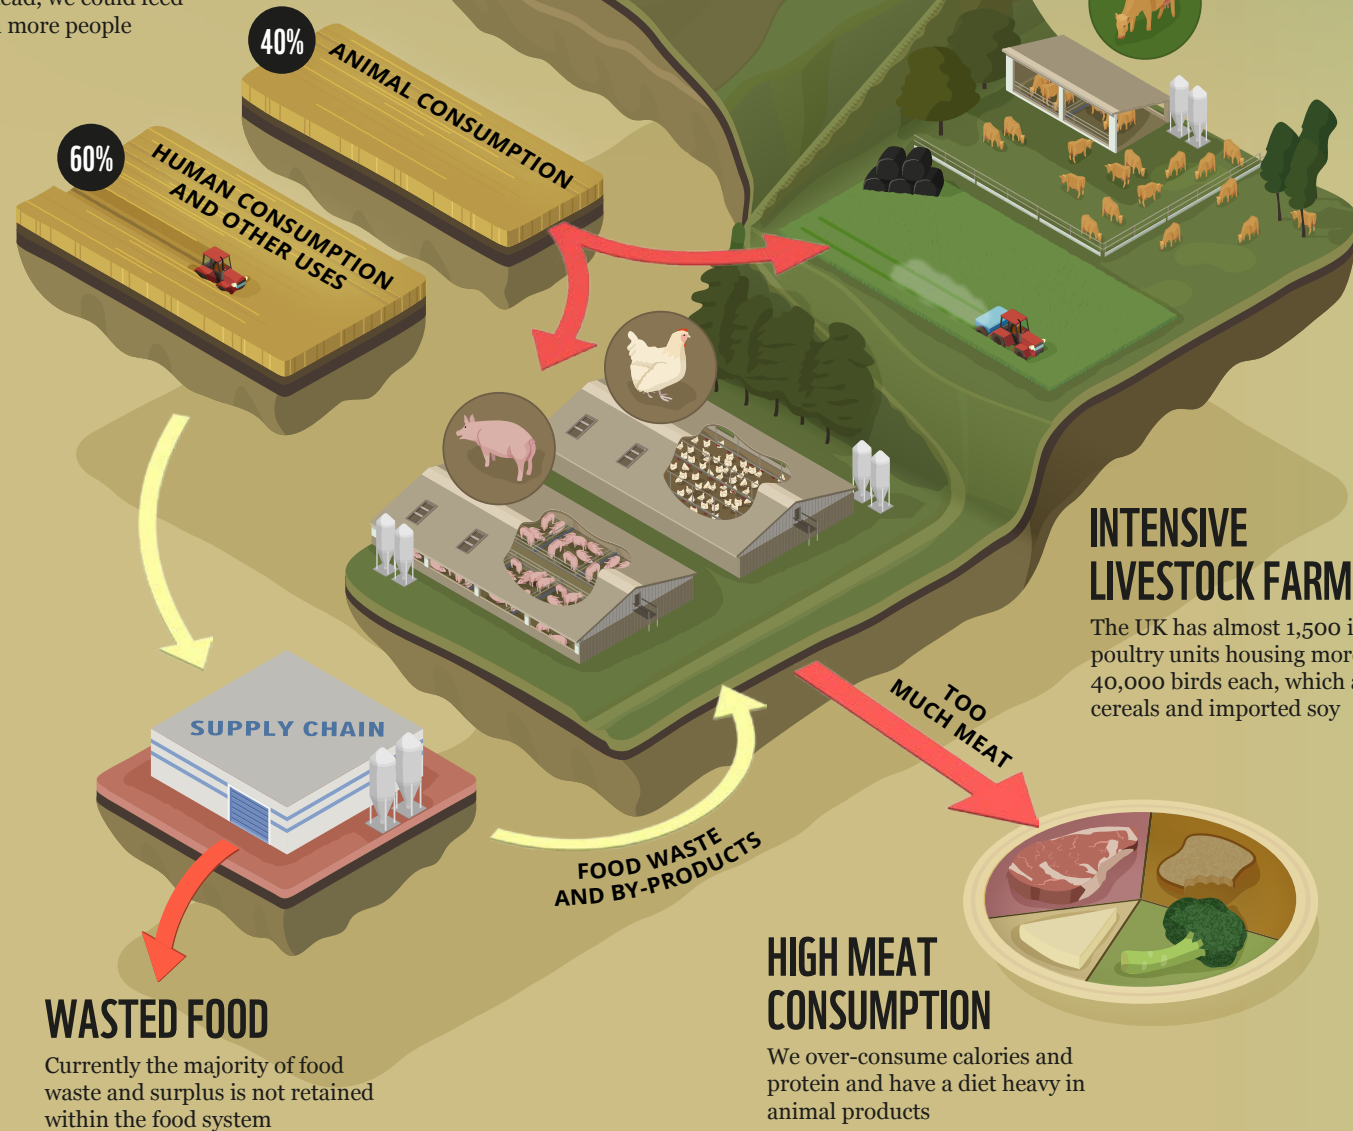 we could feed
more people
40%
ANIMAL CONSUMPTION
60%
HUMAN CONSUMPTION
AND OTHER USES
INTENSIVE
LIVESTOCK FARM
The UK has almost 1,500
poultry units housing
40,000 birds each, which
cereals and imported soy
TOO
MUCH MEAT
SUPPLY CHAIN
FOOD WASTE
AND BY-PRODUCTS
HIGH MEAT
CONSUMPTION
We over-consume calories and
protein and have a diet heavy in
animal products
WASTED FOOD
Currently the majority of food
waste and surplus is not retained
within the food system